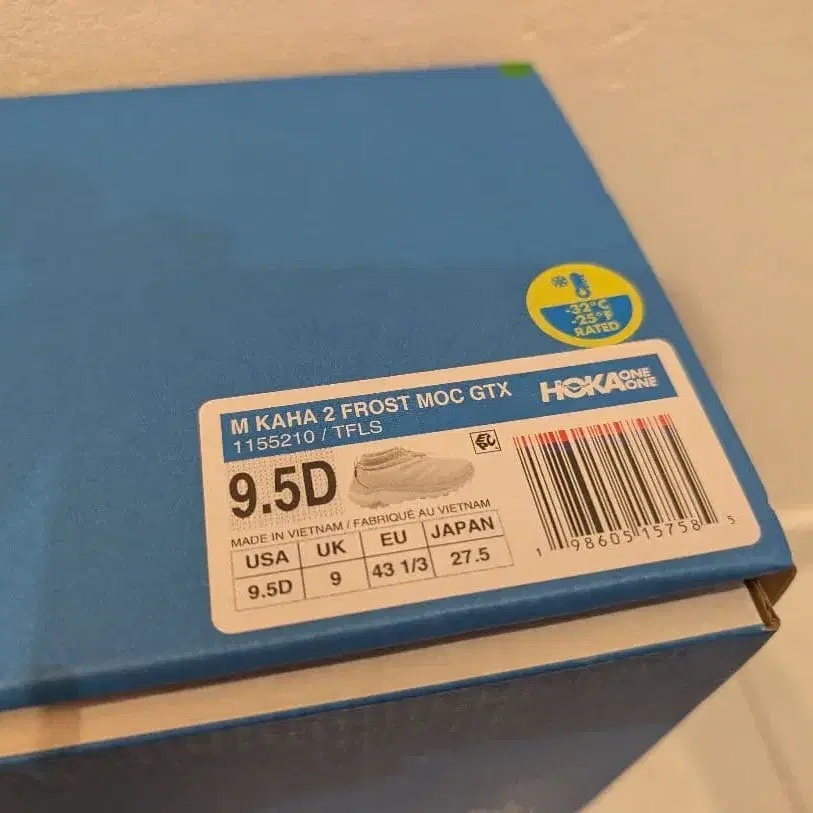 -32°C
-25°F
RATED
M KAHA 2 FROST MOC GTX
HOKA ONE ONE
1155210 / TFLS
9.5D
MADE IN VIETNAM / FABRIQUÉ AU VIETNAM
USA UK EU JAPAN
9.5D 9 43 1/3 27.5
1 98605 15758 5